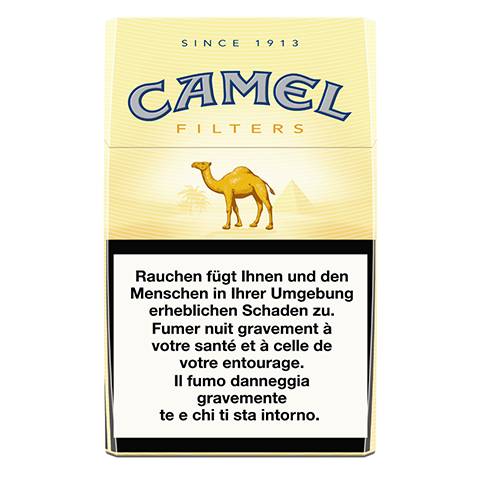 SINCE 1913
CAMEL
FILTERS
Rauchen fügt Ihnen und den
Menschen in Ihrer Umgebung
erheblichen Schaden zu.
Fumer nuit gravement à
votre santé et à celle de
votre entourage.
Il fumo danneggia
gravemente
te e chi ti sta intorno.